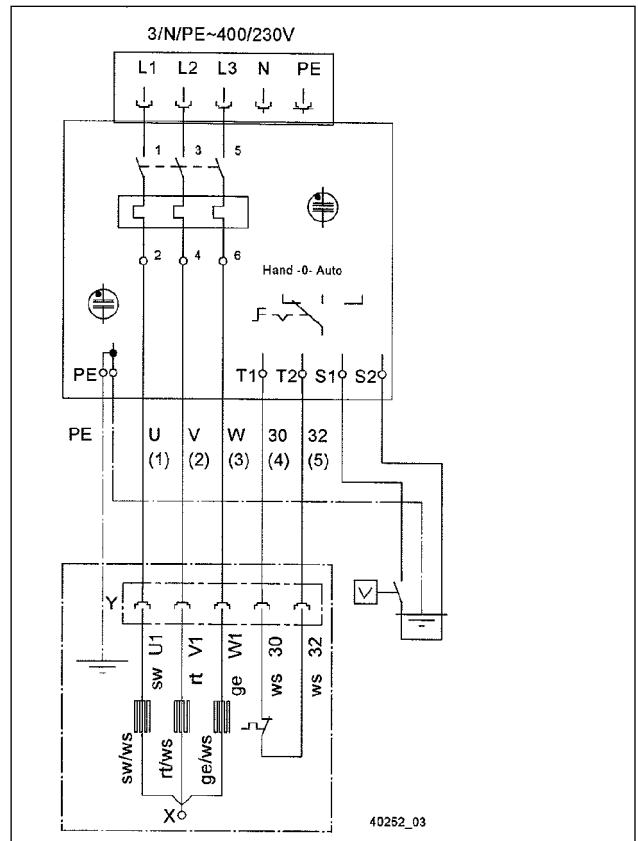 3/N/PE~400/230V
L1 L2 L3 N PE
1 3 5
2 4 6
Hand -0- Auto
PE T1 T2 S1 S2
PE U V W 30 32
(1) (2) (3) (4) (5)
Y
U1 V1 W1 30 32
sw rt ge ws ws
sw/ws rt/ws ge/ws
X
40252_03